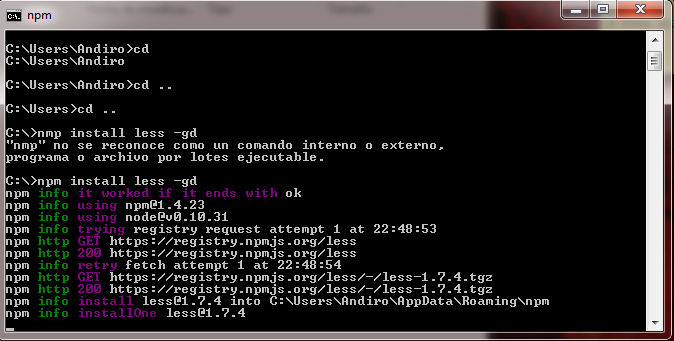 npm
C:\Users\Andiro>cd
C:\Users\Andiro
C:\Users\Andiro>cd ..
C:\Users>cd ..
C:\>nmp install less -gd
"nmp" no se reconoce como un comando interno o externo,
programa o archivo por lotes ejecutable.
C:\>npm install less -gd
npm info it worked if it ends with ok
npm info using npm@1.4.23
npm info using node@v0.10.31
npm info trying registry request attempt 1 at 22:48:53
npm http GET https://registry.npmjs.org/less
npm http 200 https://registry.npmjs.org/less
npm info retry fetch attempt 1 at 22:48:54
npm http GET https://registry.npmjs.org/less/-/less-1.7.4.tgz
npm http 200 https://registry.npmjs.org/less/-/less-1.7.4.tgz
npm info install less@1.7.4 into C:\Users\Andiro\AppData\Roaming\npm
npm info installOne less@1.7.4